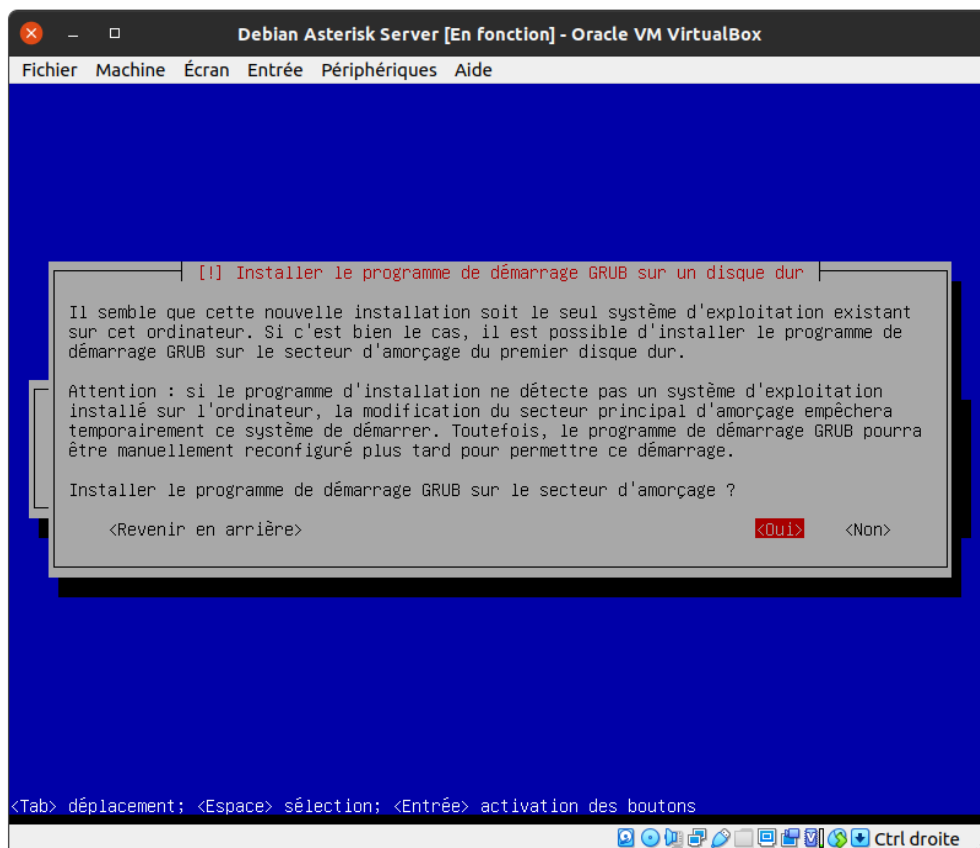 Debian Asterisk Server [En fonction] - Oracle VM VirtualBox
Fichier Machine Écran Entrée Périphériques Aide
[!] Installer le programme de démarrage GRUB sur un disque dur
Il semble que cette nouvelle installation soit le seul système d'exploitation existant
sur cet ordinateur. Si c'est bien le cas, il est possible d'installer le programme de
démarrage GRUB sur le secteur d'amorçage du premier disque dur.
Attention : si le programme d'installation ne détecte pas un système d'exploitation
installé sur l'ordinateur, la modification du secteur principal d'amorçage empêchera
temporairement ce système de démarrer. Toutefois, le programme de démarrage GRUB pourra
être manuellement reconfiguré plus tard pour permettre ce démarrage.
Installer le programme de démarrage GRUB sur le secteur d'amorçage ?
<Revenir en arrière> <Oui> <Non>
<Tab> déplacement; <Espace> sélection; <Entrée> activation des boutons
Ctrl droite